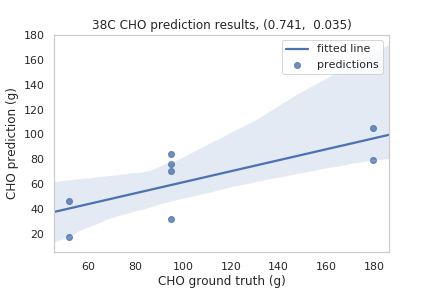 38C CHO prediction results, (0.741,  0.035)
fitted line
predictions
CHO prediction (g)
180
160
140
120
100
80
60
40
20
60 80 100 120 140 160 180
CHO ground truth (g)